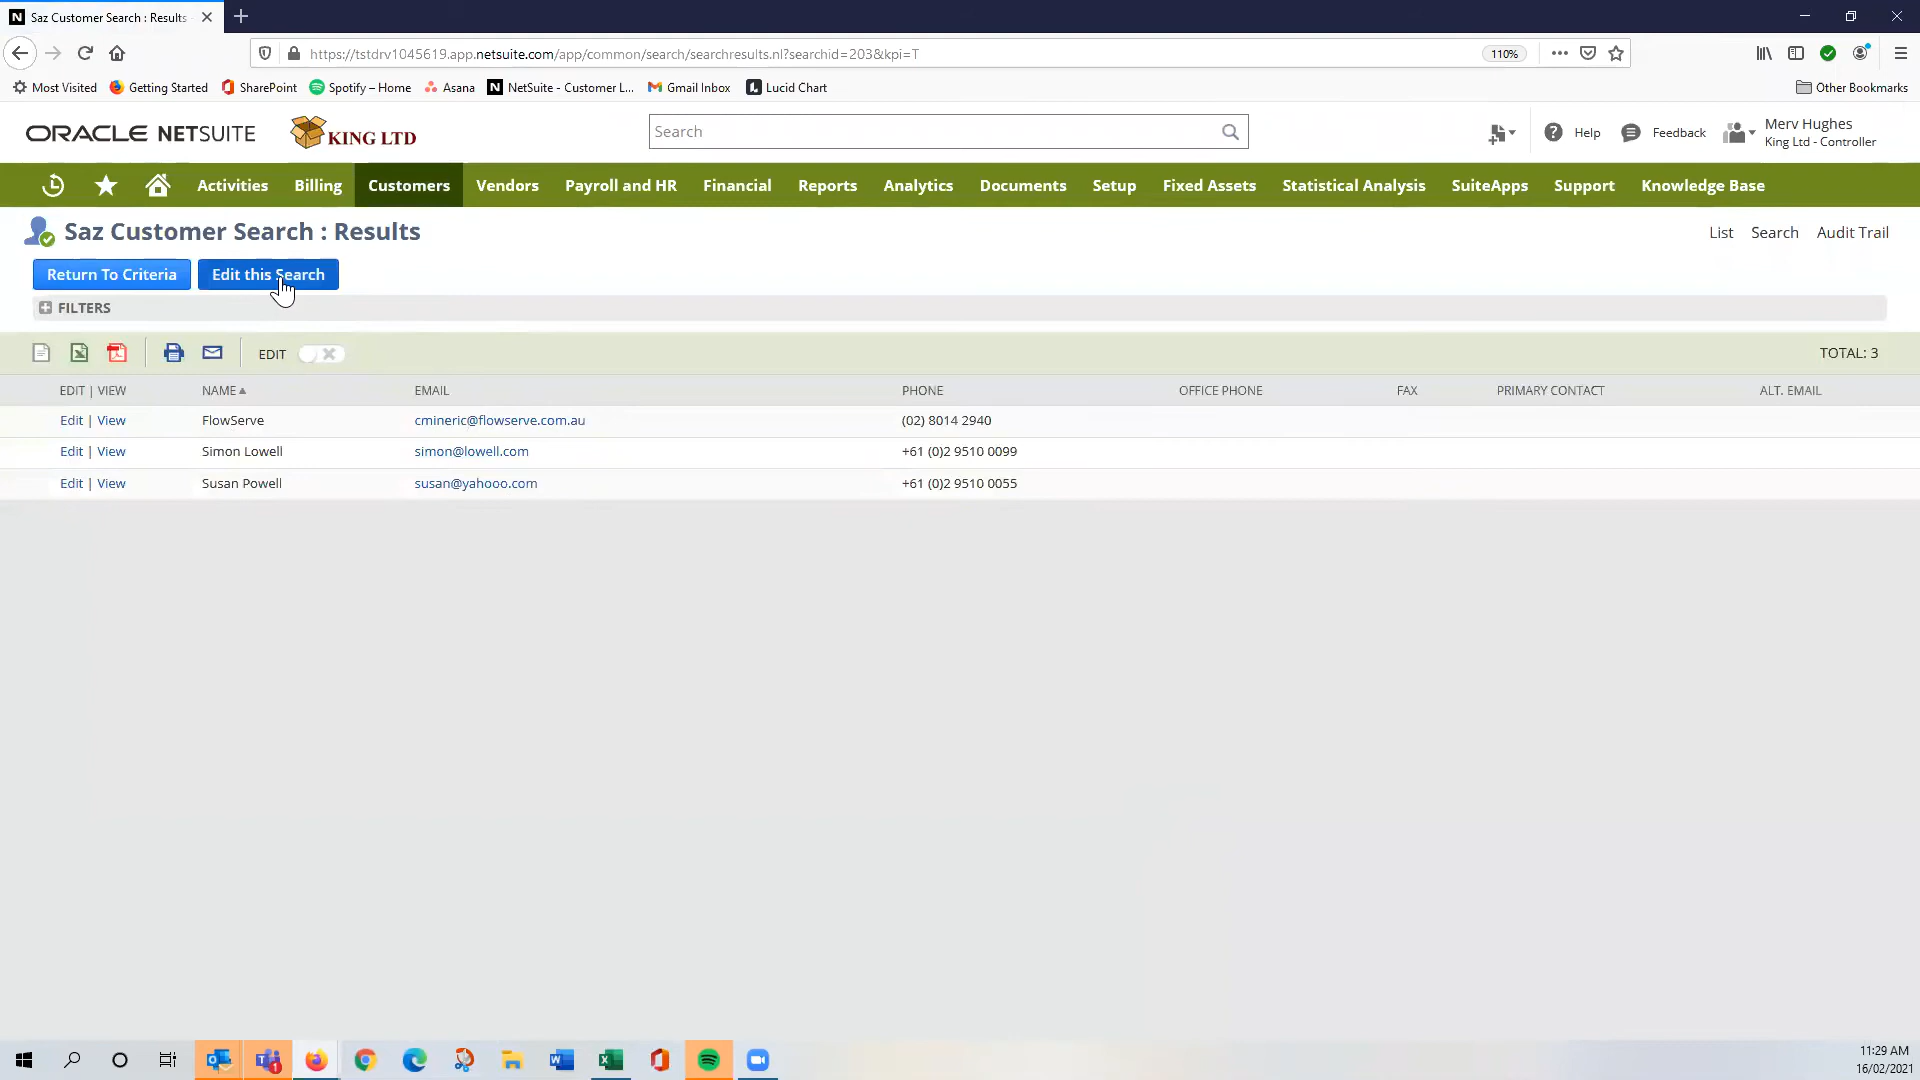 Saz Customer Search : Results
https://tstdrv1045619.app.netsuite.com/app/common/search/searchresults.nl?searchid=203&kpi=T
110%
Most Visited Getting Started SharePoint Spotify – Home Asana NetSuite - Customer L... Gmail Inbox Lucid Chart Other Bookmarks
ORACLE NETSUITE KING LTD Search Help Feedback Merv Hughes
King Ltd - Controller
Activities Billing Customers Vendors Payroll and HR Financial Reports Analytics Documents Setup Fixed Assets Statistical Analysis SuiteApps Support Knowledge Base
Saz Customer Search : Results List Search Audit Trail
Return To Criteria Edit this Search
FILTERS
EDIT TOTAL: 3
EDIT | VIEW NAME EMAIL PHONE OFFICE PHONE FAX PRIMARY CONTACT ALT. EMAIL
Edit | View FlowServe cmineric@flowserve.com.au (02) 8014 2940
Edit | View Simon Lowell simon@lowell.com +61 (0)2 9510 0099
Edit | View Susan Powell susan@yahooo.com +61 (0)2 9510 0055
11:29 AM
16/02/2021